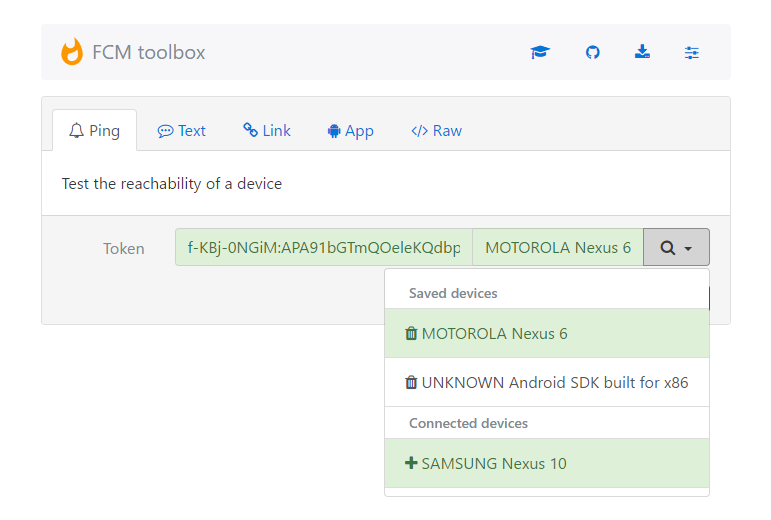 FCM toolbox
Ping Text Link App </> Raw
Test the reachability of a device
Token f-KBj-0NGiM:APA91bGTmQOeleKQdbp MOTOROLA Nexus 6
Saved devices
MOTOROLA Nexus 6
UNKNOWN Android SDK built for x86
Connected devices
SAMSUNG Nexus 10